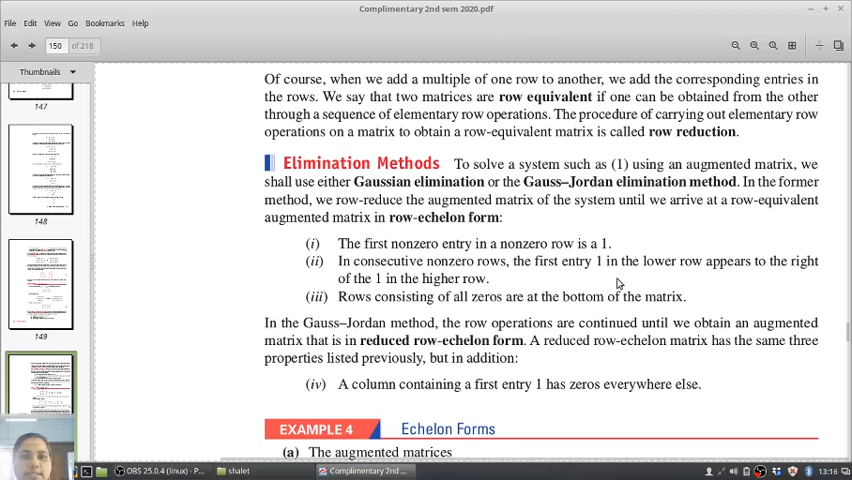 Complimentary 2nd sem 2020.pdf
File Edit View Go Bookmarks Help
150 of 218
Thumbnails
147
148
149
Of course, when we add a multiple of one row to another, we add the corresponding entries in
the rows. We say that two matrices are row equivalent if one can be obtained from the other
through a sequence of elementary row operations. The procedure of carrying out elementary row
operations on a matrix to obtain a row-equivalent matrix is called row reduction.
Elimination Methods To solve a system such as (1) using an augmented matrix, we
shall use either Gaussian elimination or the Gauss–Jordan elimination method. In the former
method, we row-reduce the augmented matrix of the system until we arrive at a row-equivalent
augmented matrix in row-echelon form:
(i) The first nonzero entry in a nonzero row is a 1.
(ii) In consecutive nonzero rows, the first entry 1 in the lower row appears to the right
of the 1 in the higher row.
(iii) Rows consisting of all zeros are at the bottom of the matrix.
In the Gauss–Jordan method, the row operations are continued until we obtain an augmented
matrix that is in reduced row-echelon form. A reduced row-echelon matrix has the same three
properties listed previously, but in addition:
(iv) A column containing a first entry 1 has zeros everywhere else.
EXAMPLE 4 Echelon Forms
(a) The augmented matrices
OBS 25.0.4 (linux) - P... shalet Complimentary 2nd ... 13:16